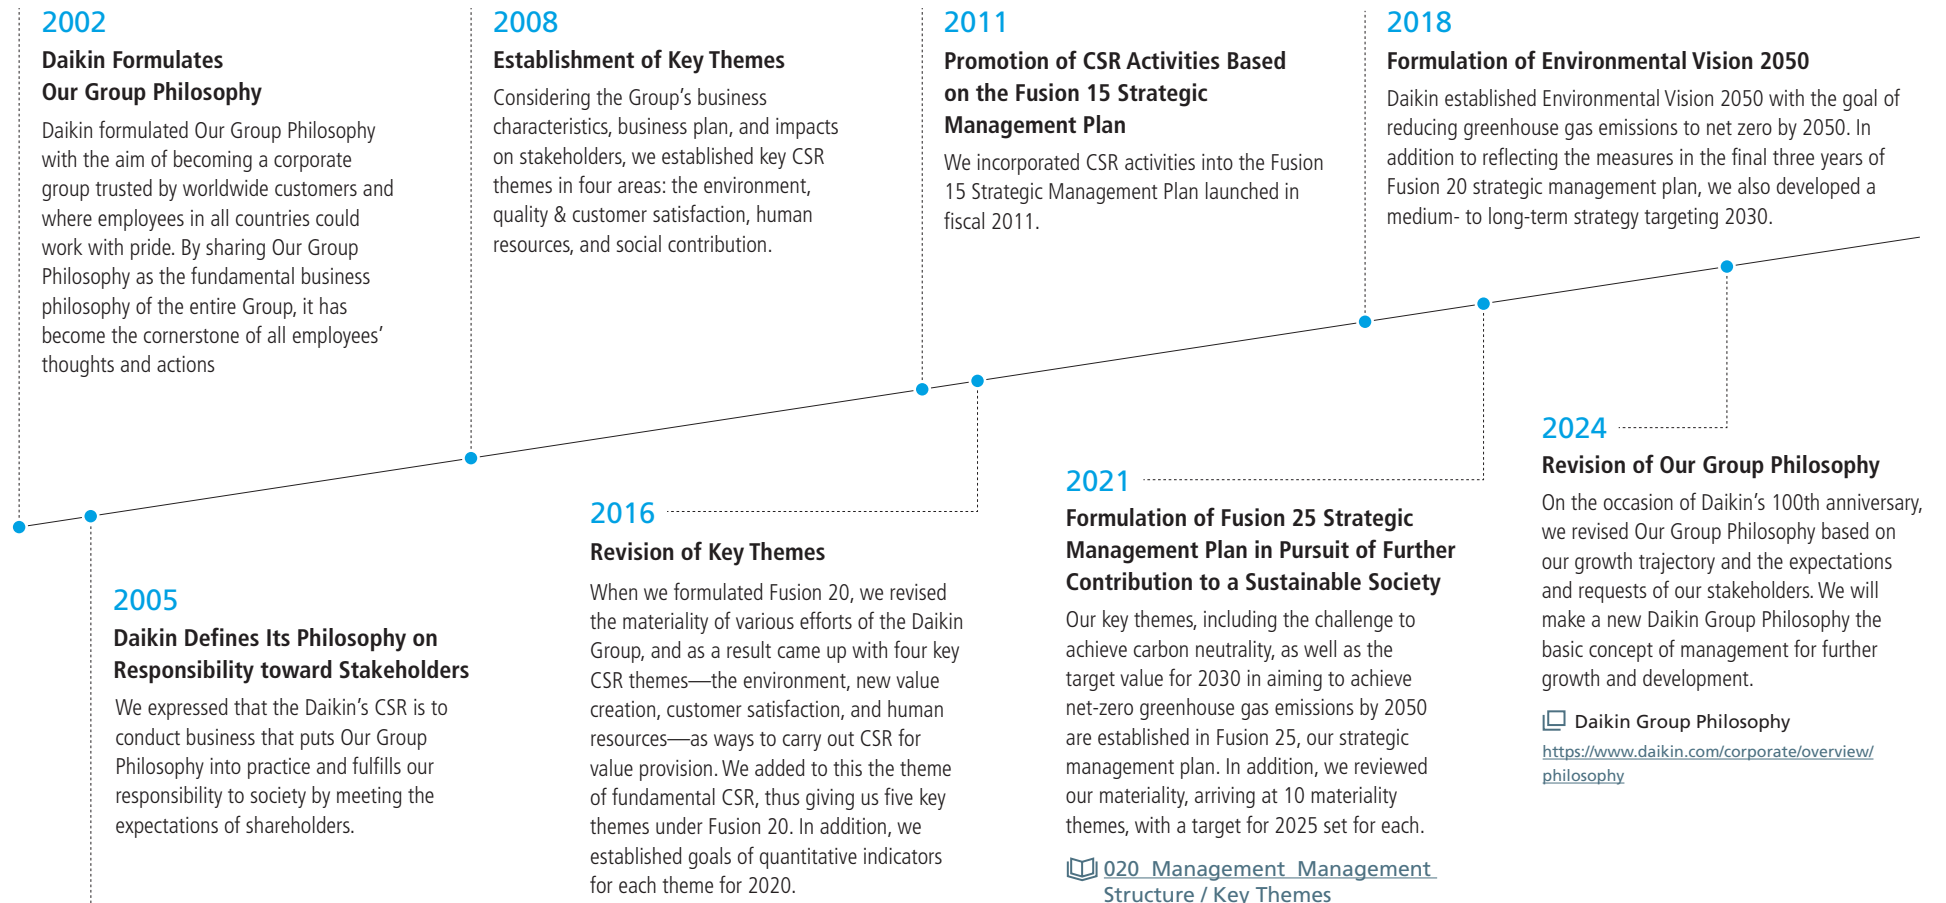 2002
Daikin Formulates
Our Group Philosophy
Daikin formulated Our Group Philosophy
with the aim of becoming a corporate
group trusted by worldwide customers and
where employees in all countries could
work with pride. By sharing Our Group
Philosophy as the fundamental business
philosophy of the entire Group, it has
become the cornerstone of all employees’
thoughts and actions
2005
Daikin Defines Its Philosophy on
Responsibility toward Stakeholders
We expressed that the Daikin’s CSR is to
conduct business that puts Our Group
Philosophy into practice and fulfills our
responsibility to society by meeting the
expectations of shareholders.
2008
Establishment of Key Themes
Considering the Group’s business
characteristics, business plan, and impacts
on stakeholders, we established key CSR
themes in four areas: the environment,
quality & customer satisfaction, human
resources, and social contribution.
2011
Promotion of CSR Activities Based
on the Fusion 15 Strategic
Management Plan
We incorporated CSR activities into the Fusion
15 Strategic Management Plan launched in
fiscal 2011.
2016
Revision of Key Themes
When we formulated Fusion 20, we revised
the materiality of various efforts of the Daikin
Group, and as a result came up with four key
CSR themes—the environment, new value
creation, customer satisfaction, and human
resources—as ways to carry out CSR for
value provision. We added to this the theme
of fundamental CSR, thus giving us five key
themes under Fusion 20. In addition, we
established goals of quantitative indicators
for each theme for 2020.
2018
Formulation of Environmental Vision 2050
Daikin established Environmental Vision 2050 with the goal of
reducing greenhouse gas emissions to net zero by 2050. In
addition to reflecting the measures in the final three years of
Fusion 20 strategic management plan, we also developed a
medium- to long-term strategy targeting 2030.
2021
Formulation of Fusion 25 Strategic
Management Plan in Pursuit of Further
Contribution to a Sustainable Society
Our key themes, including the challenge to
achieve carbon neutrality, as well as the
target value for 2030 in aiming to achieve
net-zero greenhouse gas emissions by 2050
are established in Fusion 25, our strategic
management plan. In addition, we reviewed
our materiality, arriving at 10 materiality
themes, with a target for 2025 set for each.
020 Management Management
Structure / Key Themes
2024
Revision of Our Group Philosophy
On the occasion of Daikin’s 100th anniversary,
we revised Our Group Philosophy based on
our growth trajectory and the expectations
and requests of our stakeholders. We will
make a new Daikin Group Philosophy the
basic concept of management for further
growth and development.
Daikin Group Philosophy
https://www.daikin.com/corporate/overview/
philosophy